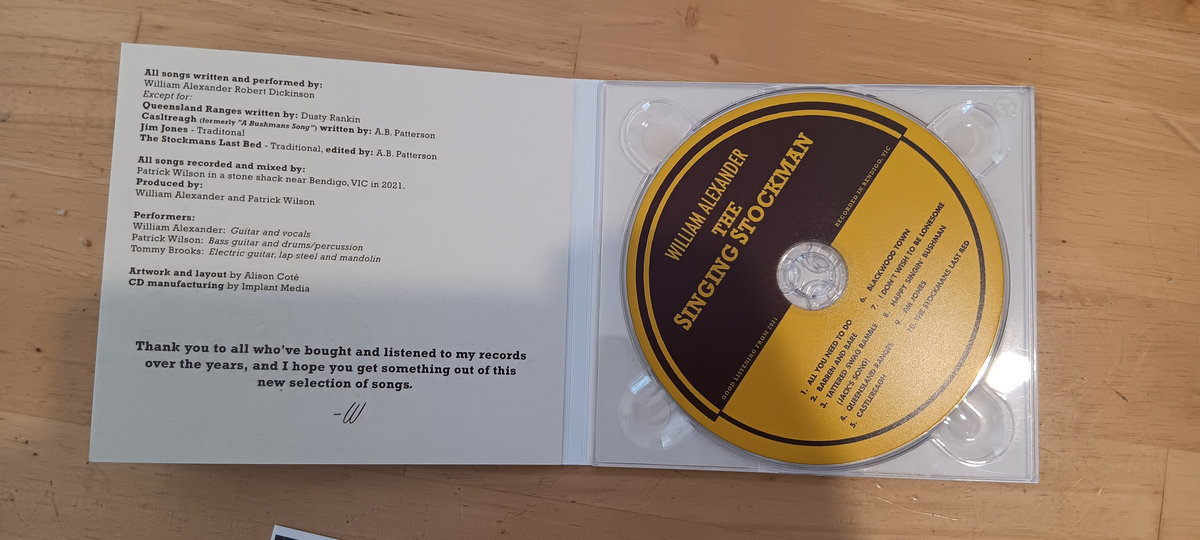 All songs written and performed by:
William Alexander Robert Dickinson
Except for:
Queensland Ranges written by: Dusty Rankin
Casltreagh (formerly "A Bushmans Song") written by: A.B. Patterson
Jim Jones - Traditonal
The Stockmans Last Bed - Traditional, edited by: A.B. Patterson
All songs recorded and mixed by:
Patrick Wilson in a stone shack near Bendigo, VIC in 2021.
Produced by:
William Alexander and Patrick Wilson
Performers:
William Alexander: Guitar and vocals
Patrick Wilson: Bass guitar and drums/percussion
Tommy Brooks: Electric guitar, lap steel and mandolin
Artwork and layout by Alison Coté
CD manufacturing by Implant Media
Thank you to all who've bought and listened to my records
over the years, and I hope you get something out of this
new selection of songs.
-W
WILLIAM ALEXANDER
THE
SINGING STOCKMAN
GOOD LISTENING FROM 2021
RECORDED IN BENDIGO, VIC
1. ALL YOU NEED TO DO
2. BARREN AND BARE
3. TATTERED SWAG RAMBLE
(JACK'S SONG)
4. QUEENSLAND RANGES
5. CASTLEREAGH
6. BLACKWOOD TOWN
7. I DON'T WISH TO BE LONESOME
8. HAPPY SINGIN' BUSHMAN
9. JIM JONES
10. THE STOCKMANS LAST BED